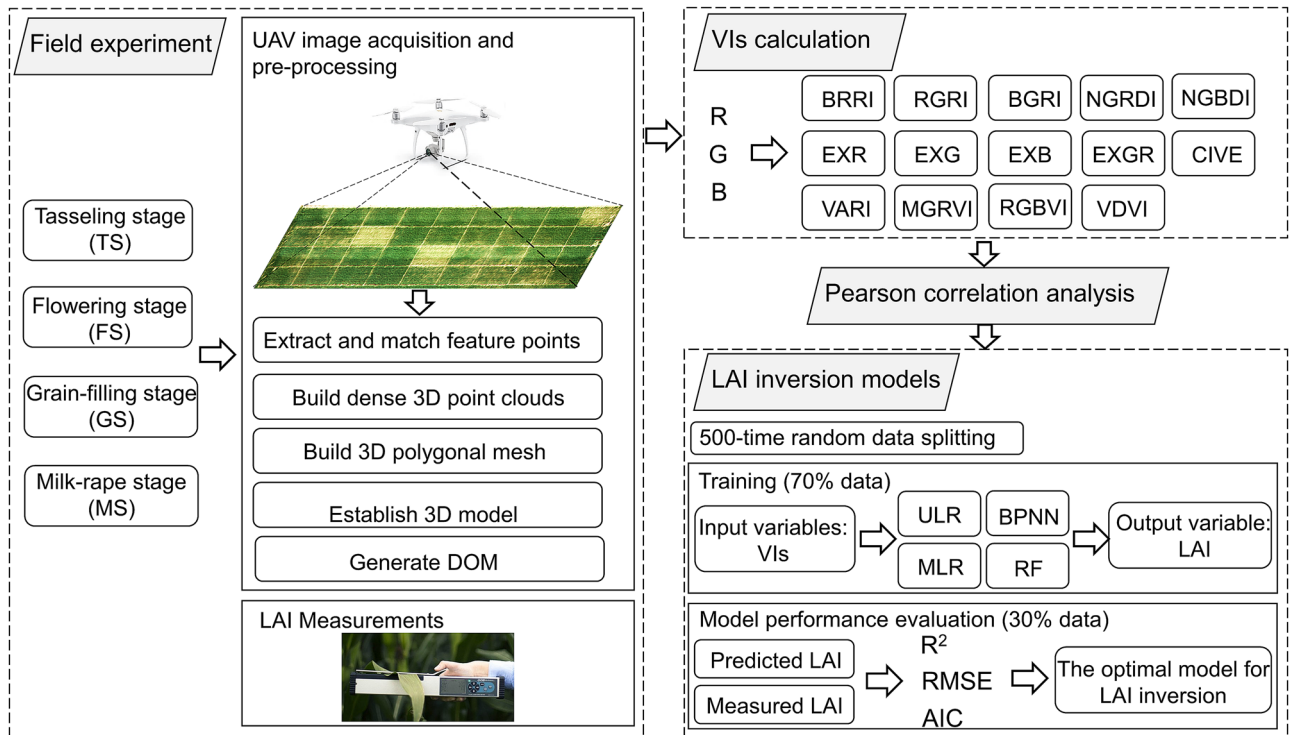 Field experiment
Tasseling stage
(TS)
Flowering stage
(FS)
Grain-filling stage
(GS)
Milk-rape stage
(MS)
UAV image acquisition and
pre-processing
Extract and match feature points
Build dense 3D point clouds
Build 3D polygonal mesh
Establish 3D model
Generate DOM
LAI Measurements
VIs calculation
R
G
B
BRRI RGRI BGRI NGRDI NGBDI
EXR EXG EXB EXGR CIVE
VARI MGRVI RGBVI VDVI
Pearson correlation analysis
LAI inversion models
500-time random data splitting
Training (70% data)
Input variables:
VIs
ULR BPNN
MLR RF
Output variable:
LAI
Model performance evaluation (30% data)
Predicted LAI
Measured LAI
R²
RMSE
AIC
The optimal model for
LAI inversion